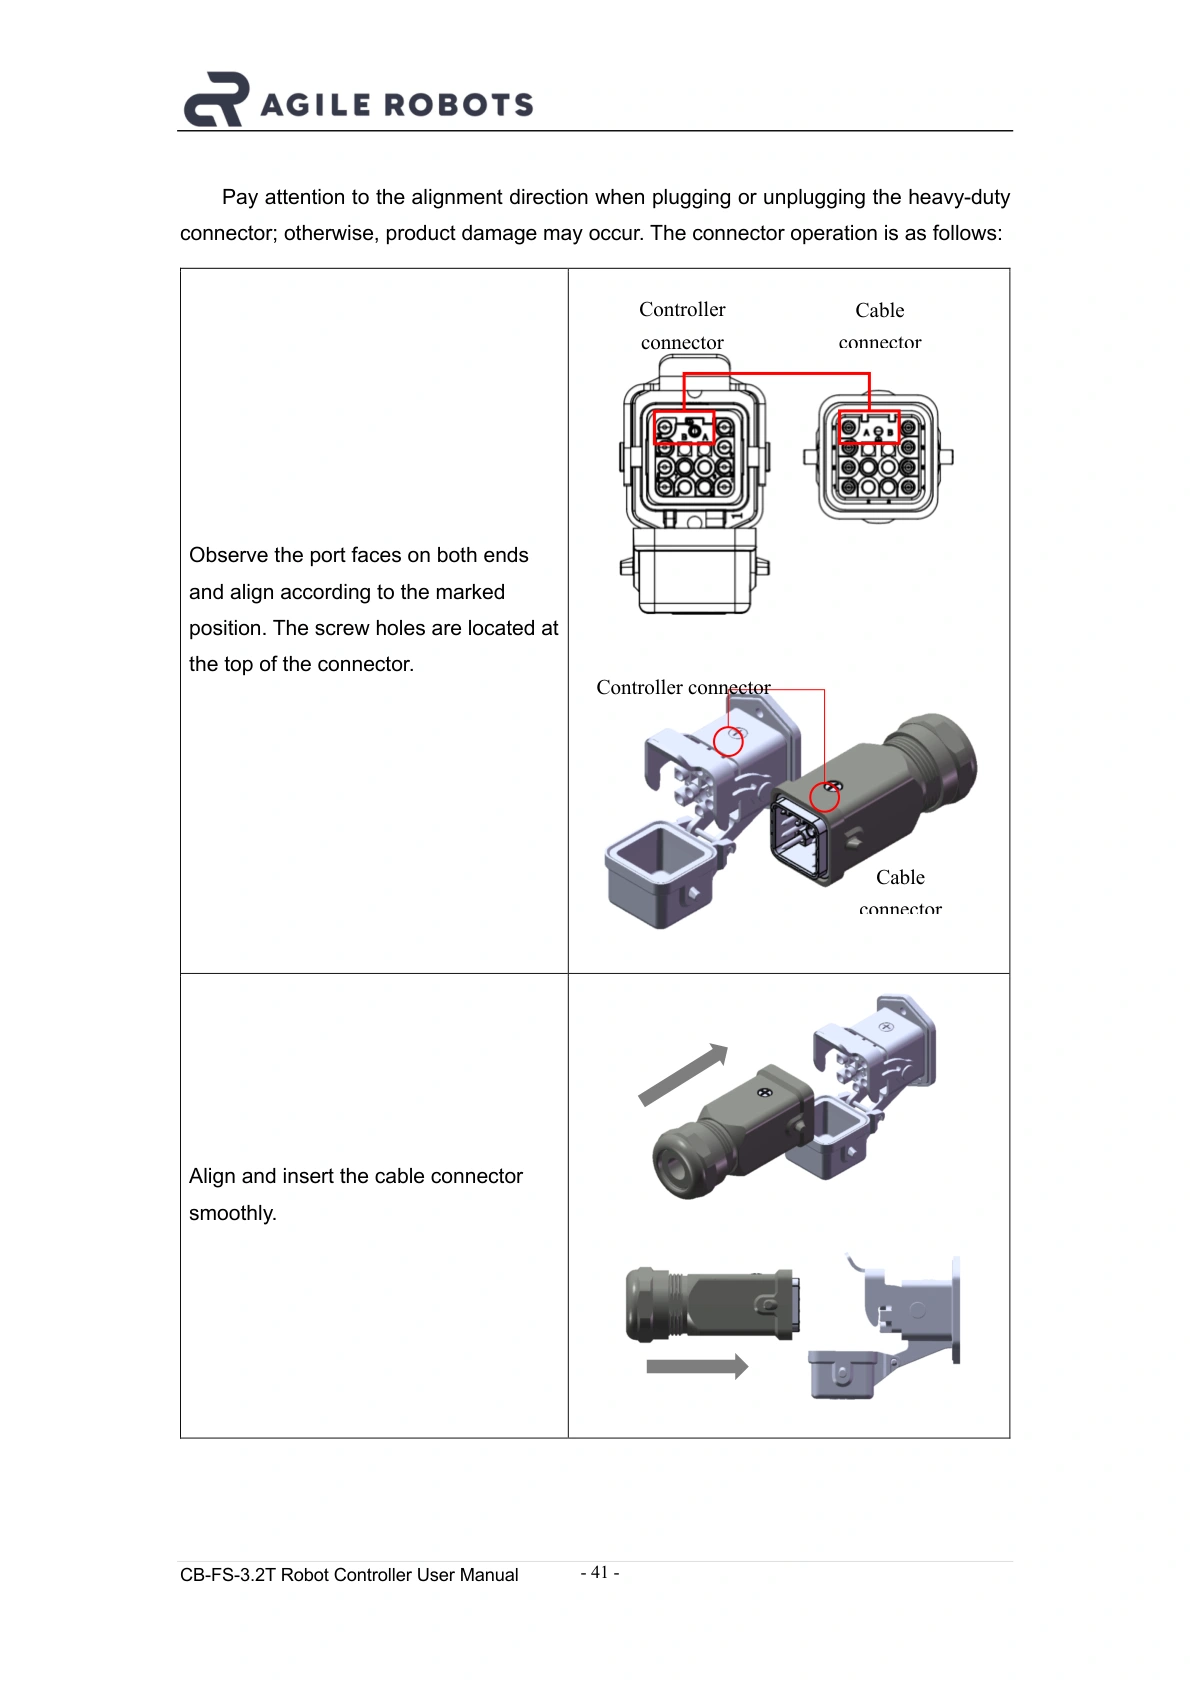 AGILE ROBOTS
Pay attention to the alignment direction when plugging or unplugging the heavy-duty
connector; otherwise, product damage may occur. The connector operation is as follows:
Observe the port faces on both ends
and align according to the marked
position. The screw holes are located at
the top of the connector.
Controller
connector
Cable
connector
B A
A B
1
Controller connector
Cable
connector
Align and insert the cable connector
smoothly.
CB-FS-3.2T Robot Controller User Manual
- 41 -